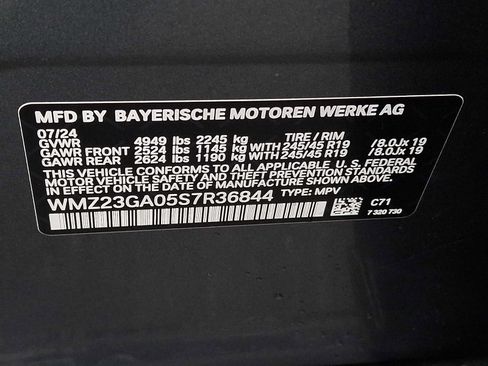 MFD BY BAYERISCHE MOTOREN WERKE AG
07/24
GVWR 4949 lbs 2245 kg TIRE / RIM
GAWR FRONT 2524 lbs 1145 kg WITH 245/45 R19 /8.0Jx 19
GAWR REAR 2624 lbs 1190 kg WITH 245/45 R19 / 8.0Jx 19
THIS VEHICLE CONFORMS TO ALL APPLICABLE U.S. FEDERAL
MOTOR VEHICLE SAFETY AND THEFT PREVENTION STANDARDS
IN EFFECT ON THE DATE OF MANUFACTURE SHOWN ABOVE.
WMZ23GA05S7R36844 TYPE: MPV
C71
7 320 730